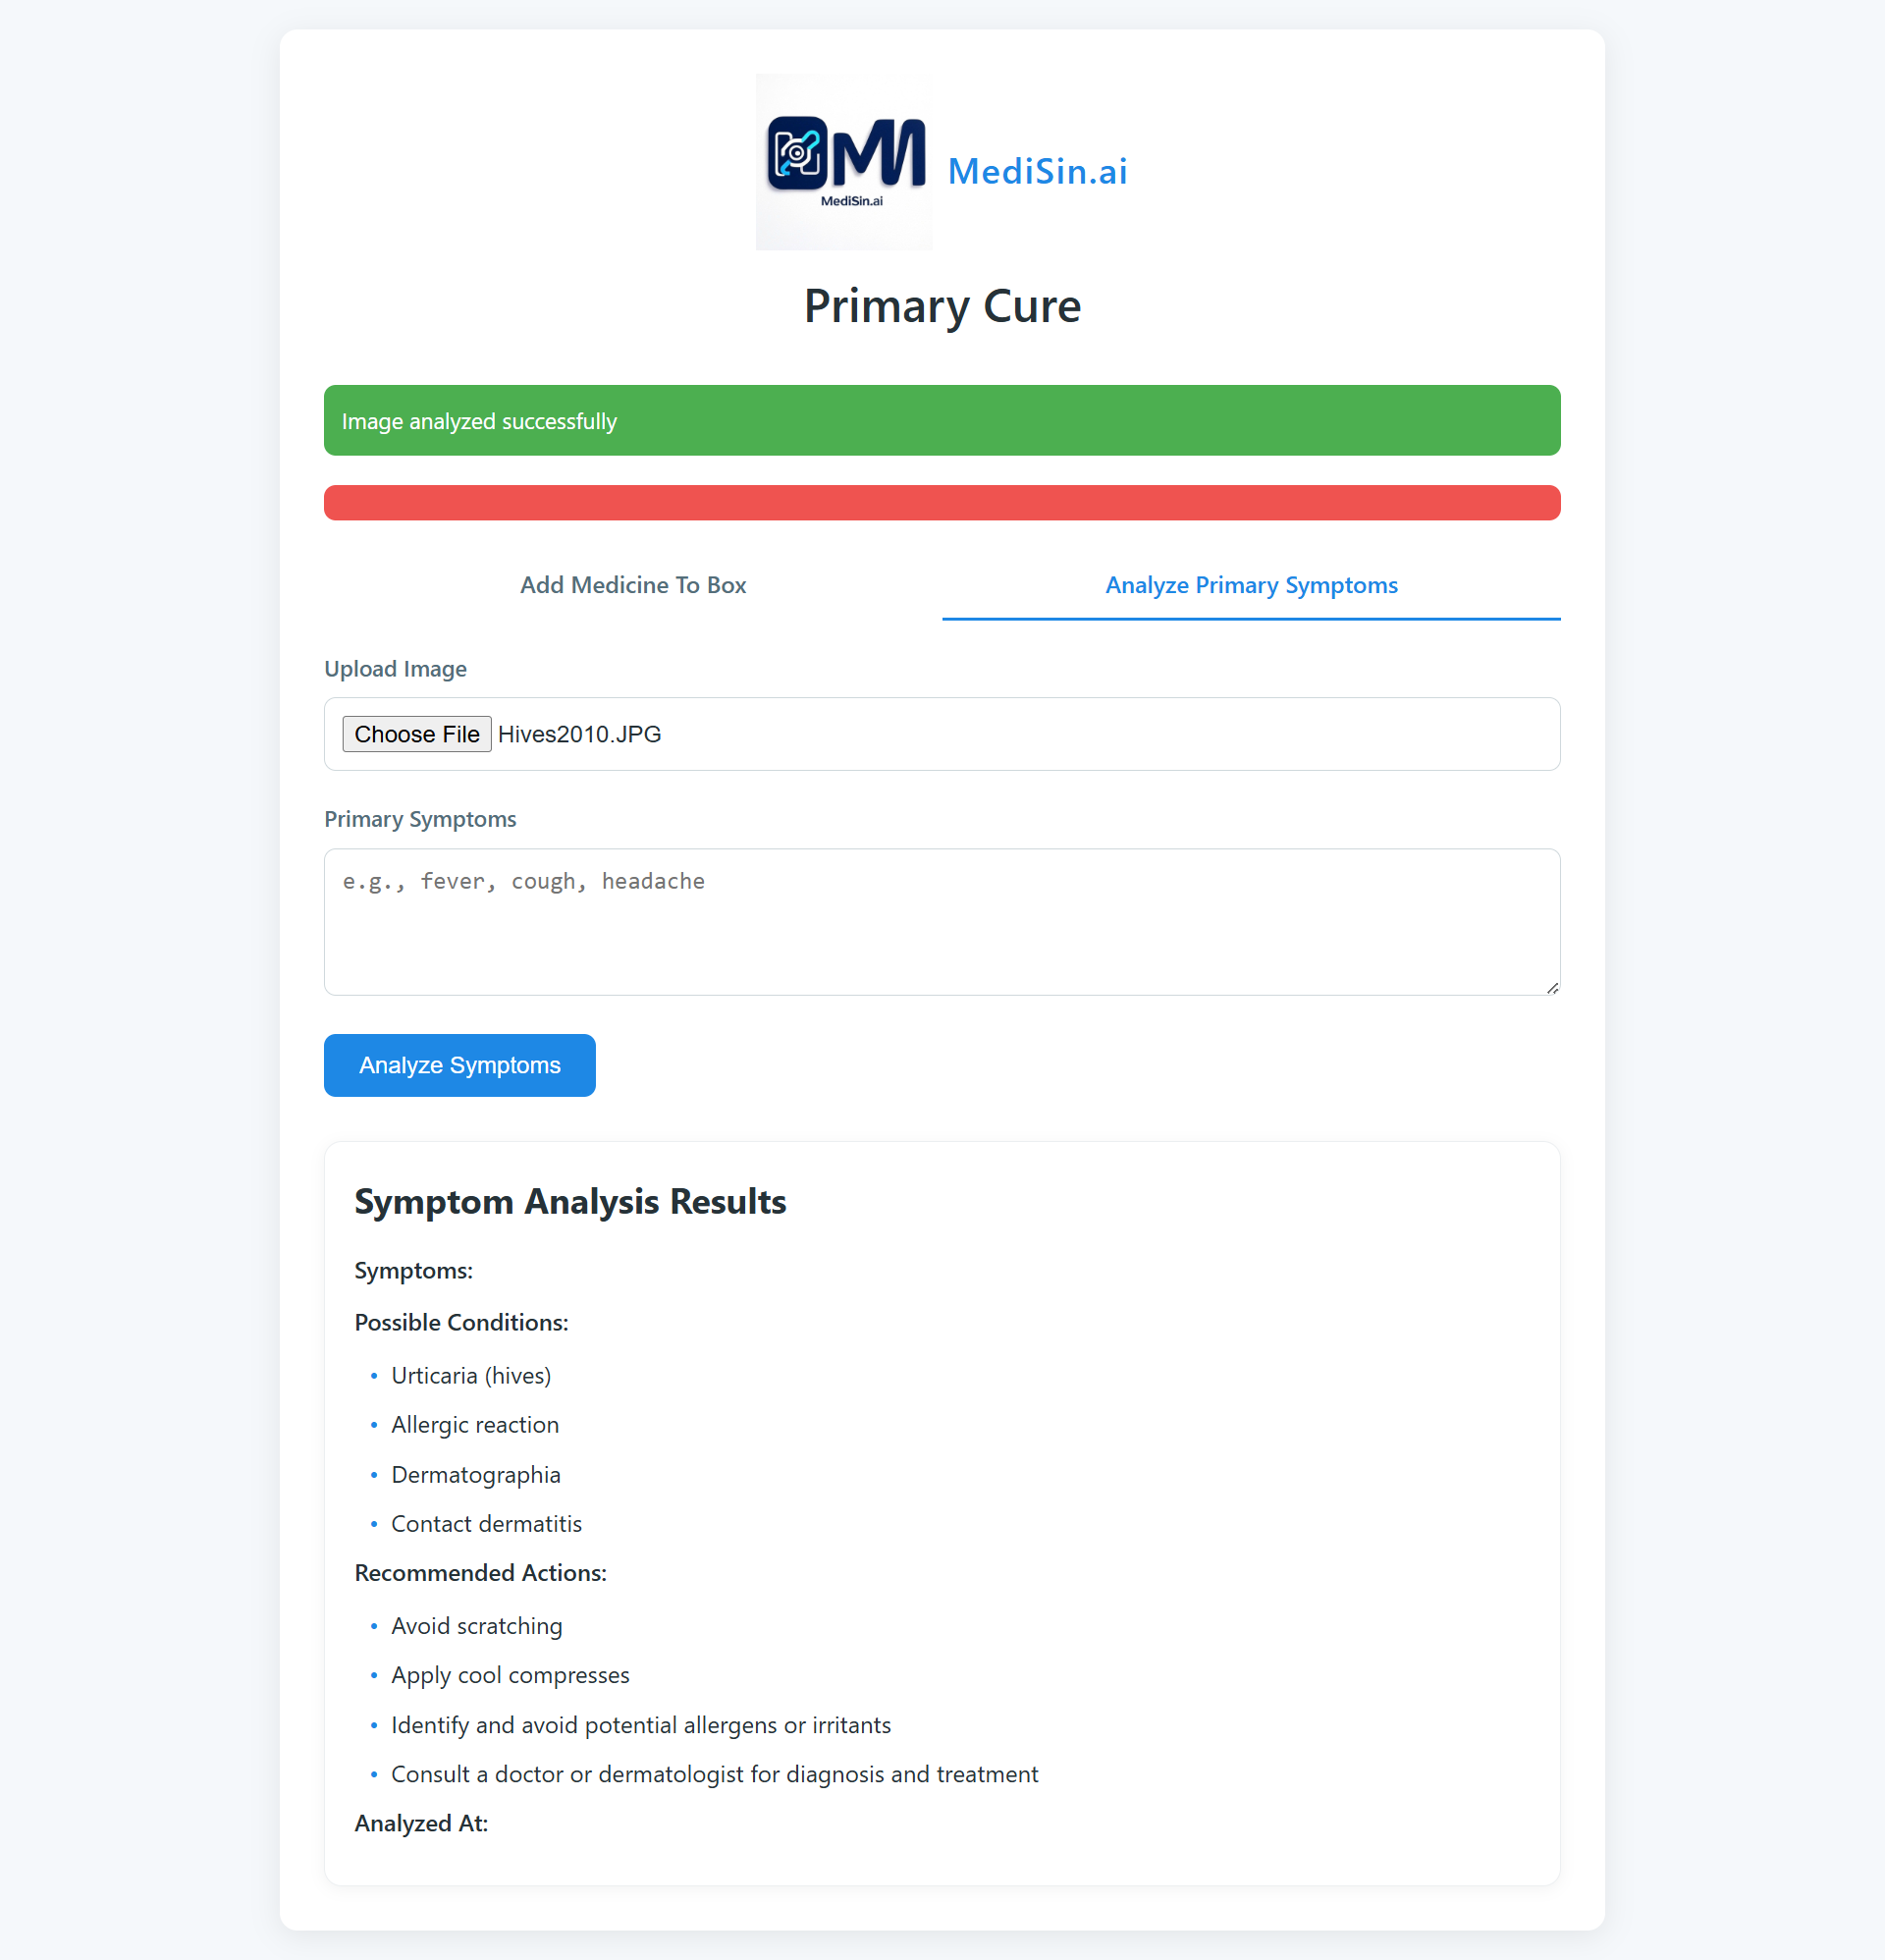 MI
MediSin.ai
MediSin.ai
Primary Cure
Image analyzed successfully
Add Medicine To Box
Analyze Primary Symptoms
Upload Image
Choose File Hives2010.JPG
Primary Symptoms
e.g., fever, cough, headache
Analyze Symptoms
Symptom Analysis Results
Symptoms:
Possible Conditions:
• Urticaria (hives)
• Allergic reaction
• Dermatographia
• Contact dermatitis
Recommended Actions:
• Avoid scratching
• Apply cool compresses
• Identify and avoid potential allergens or irritants
• Consult a doctor or dermatologist for diagnosis and treatment
Analyzed At: